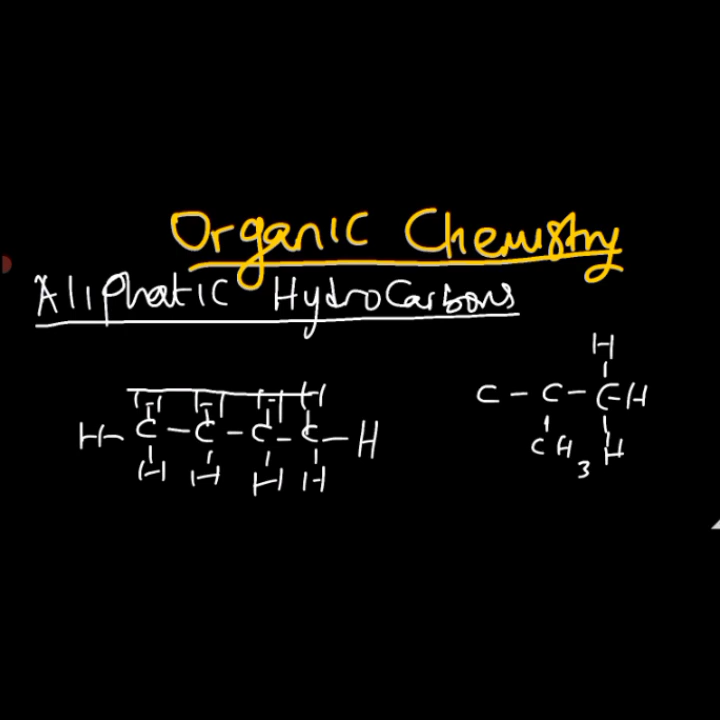 Organic Chemistry
Aliphatic HydroCarbons
H
H H H H
C - C - C-H
H - C - C - C - C - H
CH3 H
H H H H